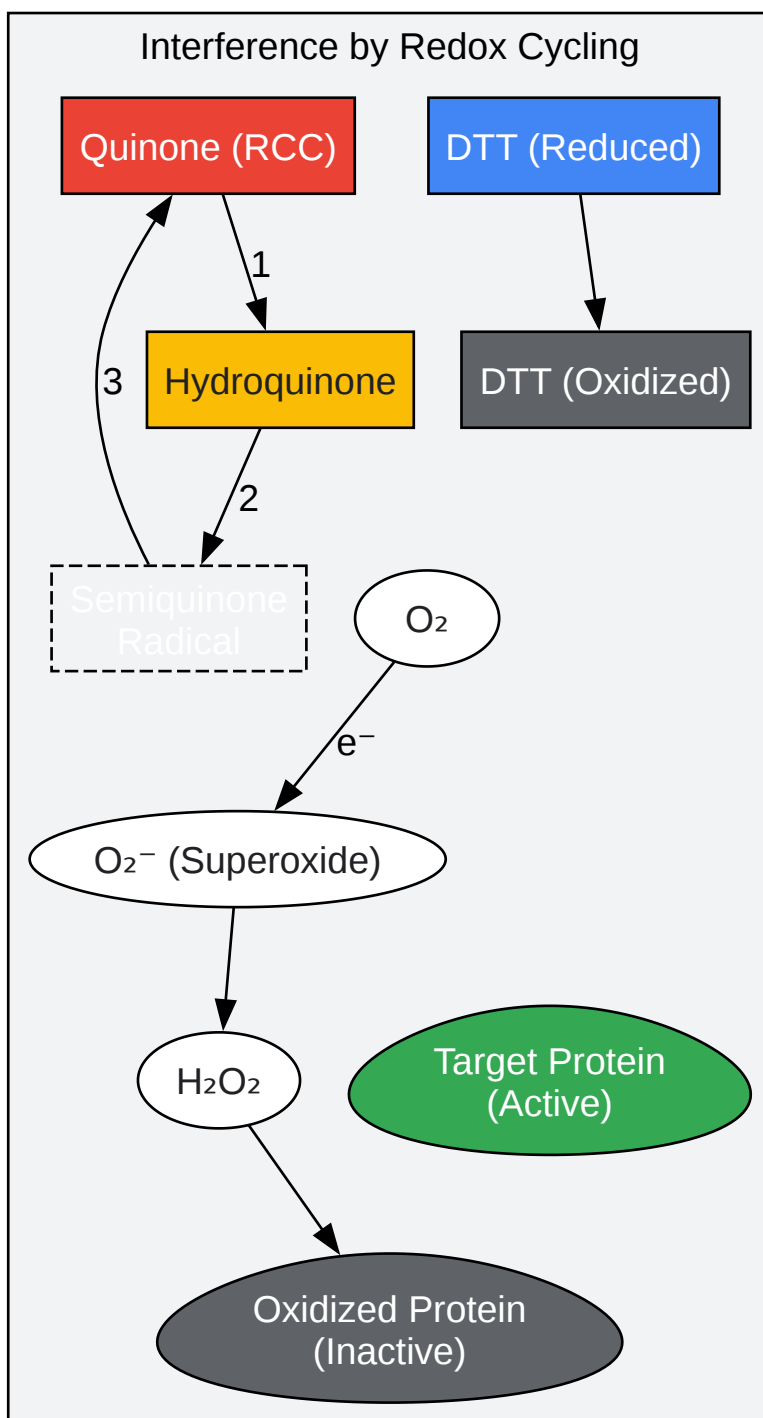 Interference by Redox Cycling
Quinone (RCC)
DTT (Reduced)
1
Hydroquinone
DTT (Oxidized)
3
2
Semiquinone
Radical
O₂
e⁻
O₂⁻ (Superoxide)
H₂O₂
Target Protein
(Active)
Oxidized Protein
(Inactive)